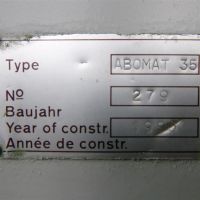 Type ABOMAT 35
Nº 279
Baujahr
Year of constr.
Année de constr.